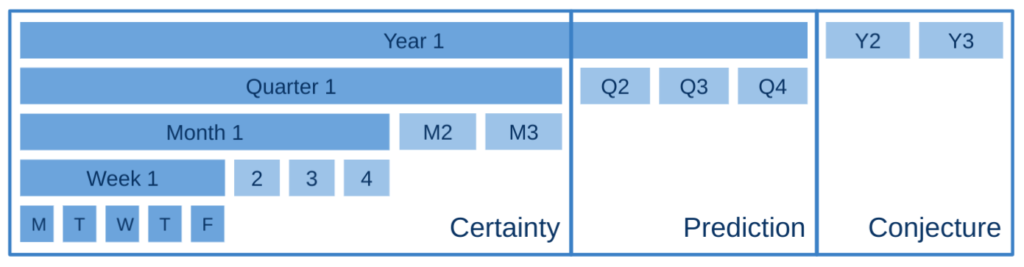 Year 1 Y2 Y3
Quarter 1 Q2 Q3 Q4
Month 1 M2 M3
Week 1 2 3 4
M T W T F Certainty Prediction Conjecture